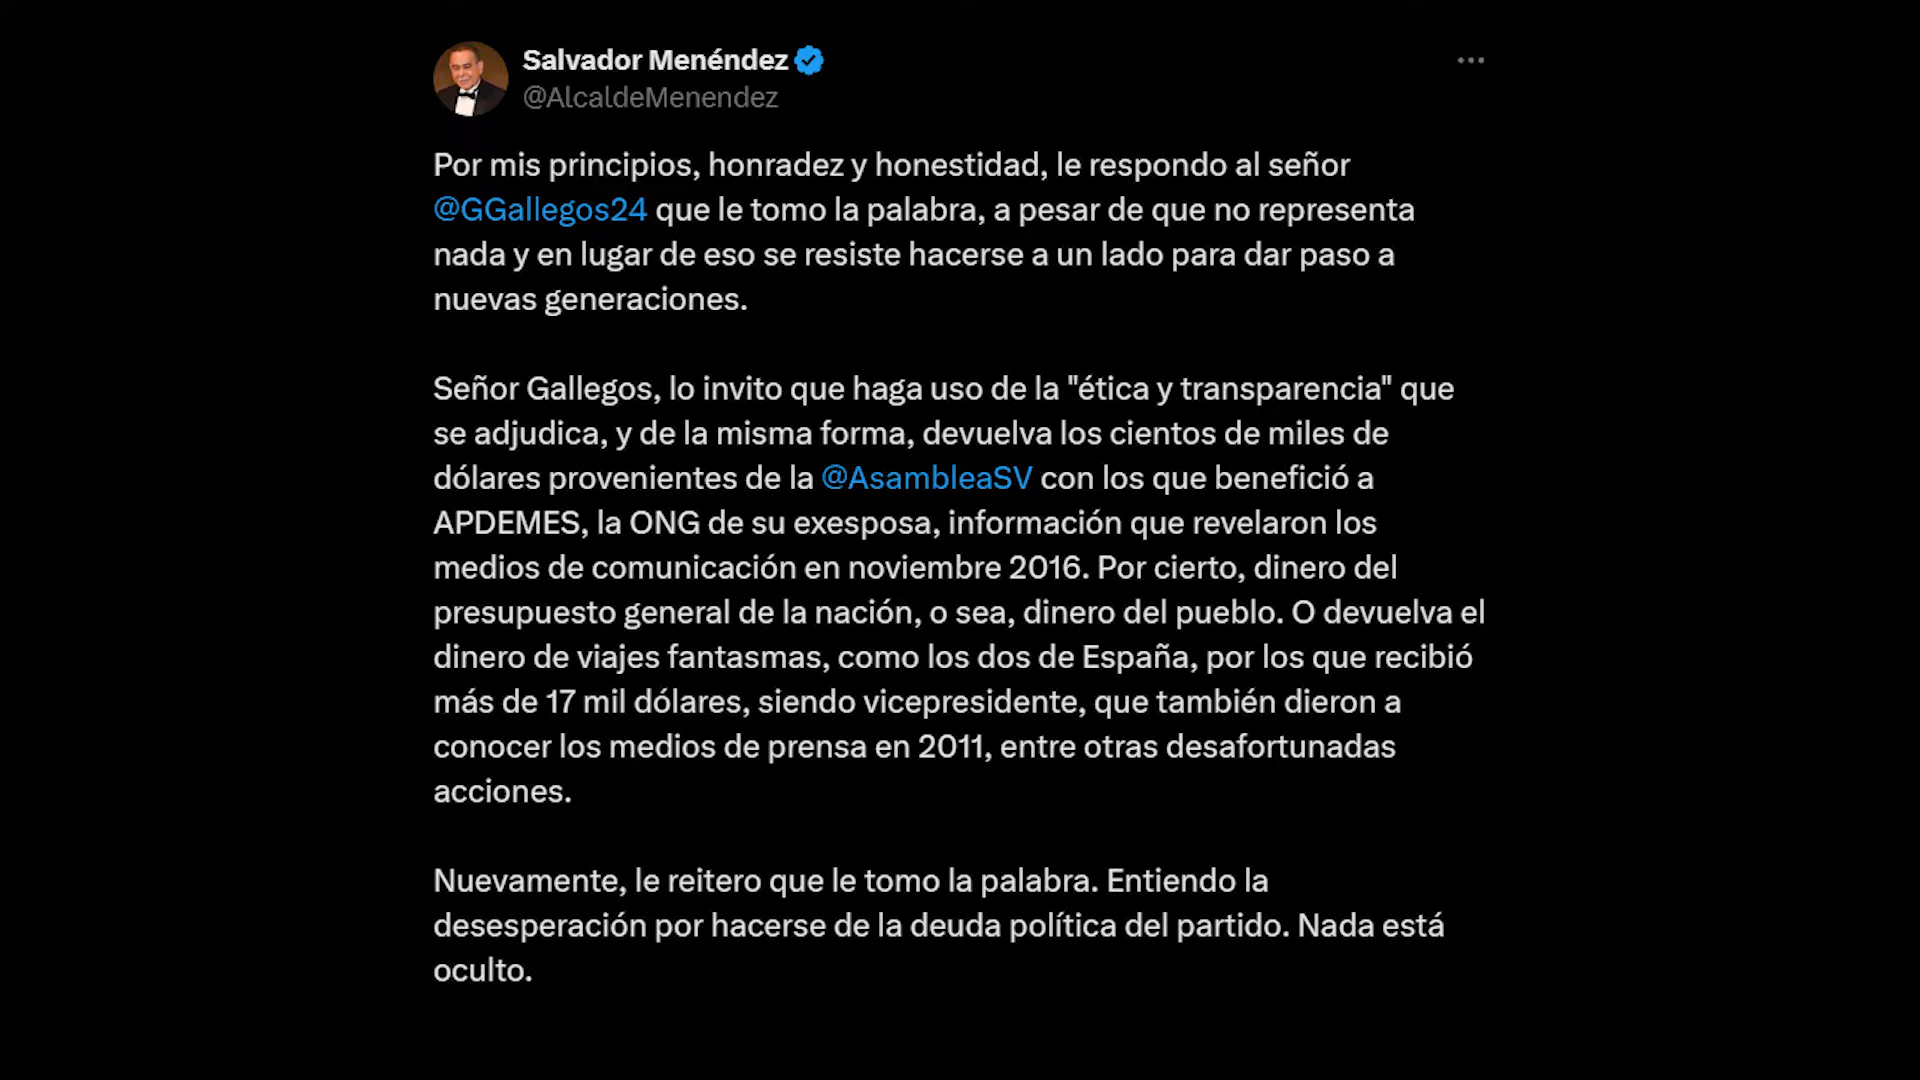 Salvador Menéndez
@AlcaldeMenendez
Por mis principios, honradez y honestidad, le respondo al señor
@GGallegos24 que le tomo la palabra, a pesar de que no representa
nada y en lugar de eso se resiste hacerse a un lado para dar paso a
nuevas generaciones.
Señor Gallegos, lo invito que haga uso de la "ética y transparencia" que
se adjudica, y de la misma forma, devuelva los cientos de miles de
dólares provenientes de la @AsambleaSV con los que benefició a
APDEMES, la ONG de su exesposa, información que revelaron los
medios de comunicación en noviembre 2016. Por cierto, dinero del
presupuesto general de la nación, o sea, dinero del pueblo. O devuelva el
dinero de viajes fantasmas, como los dos de España, por los que recibió
más de 17 mil dólares, siendo vicepresidente, que también dieron a
conocer los medios de prensa en 2011, entre otras desafortunadas
acciones.
Nuevamente, le reitero que le tomo la palabra. Entiendo la
desesperación por hacerse de la deuda política del partido. Nada está
oculto.